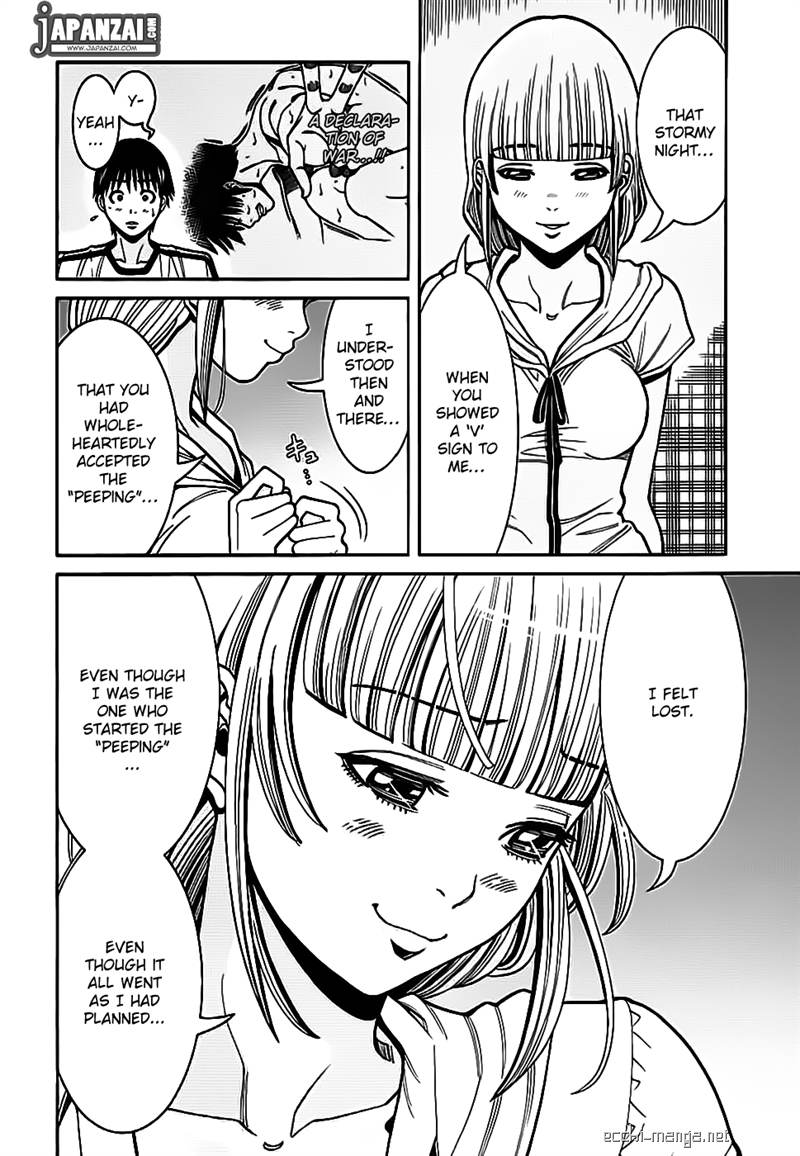 JAPANZAI.COM
WWW.JAPANZAI.COM
THAT
STORMY
NIGHT...
WHEN
YOU
SHOWED
A 'V'
SIGN TO
ME...
A DECLARA-
TION OF
WAR...!!
Y-
YEAH
...
I
UNDER-
STOOD
THEN
AND
THERE...
THAT YOU
HAD
WHOLE-
HEARTEDLY
ACCEPTED
THE
"PEEPING"...
キュ…
I FELT
LOST.
EVEN THOUGH
I WAS THE
ONE WHO
STARTED THE
"PEEPING"
...
EVEN
THOUGH IT
ALL WENT
AS I HAD
PLANNED...
ecchi-manga.net